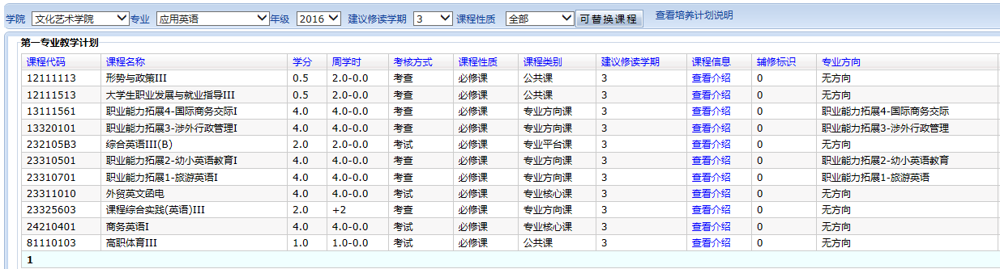 学院 文化艺术学院 专业 应用英语 年级 2016 建议修读学期 3 课程性质 全部 可替换课程 查看培养计划说明
第一专业教学计划
课程代码 课程名称 学分 周学时 考核方式 课程性质 课程类别 建议修读学期 课程信息 辅修标识 专业方向
12111113 形势与政策III 0.5 2.0-0.0 考查 必修课 公共课 3 查看介绍 0 无方向
12111513 大学生职业发展与就业指导III 0.5 2.0-0.0 考查 必修课 公共课 3 查看介绍 0 无方向
13111561 职业能力拓展4-国际商务交际I 4.0 4.0-0.0 考查 必修课 专业方向课 3 查看介绍 0 职业能力拓展4-国际商务交际
13320101 职业能力拓展3-涉外行政管理I 4.0 4.0-0.0 考查 必修课 专业方向课 3 查看介绍 0 职业能力拓展3-涉外行政管理
232105B3 综合英语III(B) 2.0 2.0-0.0 考试 必修课 专业平台课 3 查看介绍 0 无方向
23310501 职业能力拓展2-幼小英语教育I 4.0 4.0-0.0 考查 必修课 专业方向课 3 查看介绍 0 职业能力拓展2-幼小英语教育
23310701 职业能力拓展1-旅游英语I 4.0 4.0-0.0 考查 必修课 专业方向课 3 查看介绍 0 职业能力拓展1-旅游英语
23311010 外贸英文函电 4.0 4.0-0.0 考试 必修课 专业核心课 3 查看介绍 0 无方向
23325603 课程综合实践(英语)III 2.0 +2 考查 必修课 专业方向课 3 查看介绍 0 无方向
24210401 商务英语I 4.0 4.0-0.0 考试 必修课 专业核心课 3 查看介绍 0 无方向
81110103 高职体育III 1.0 1.0-0.0 考试 必修课 公共课 3 查看介绍 0 无方向
1